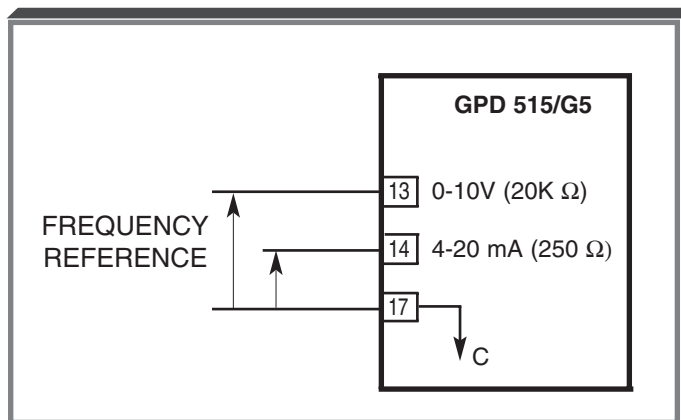 GPD 515/G5
13 0-10V (20K Ω)
FREQUENCY
REFERENCE
14 4-20 mA (250 Ω)
17
C